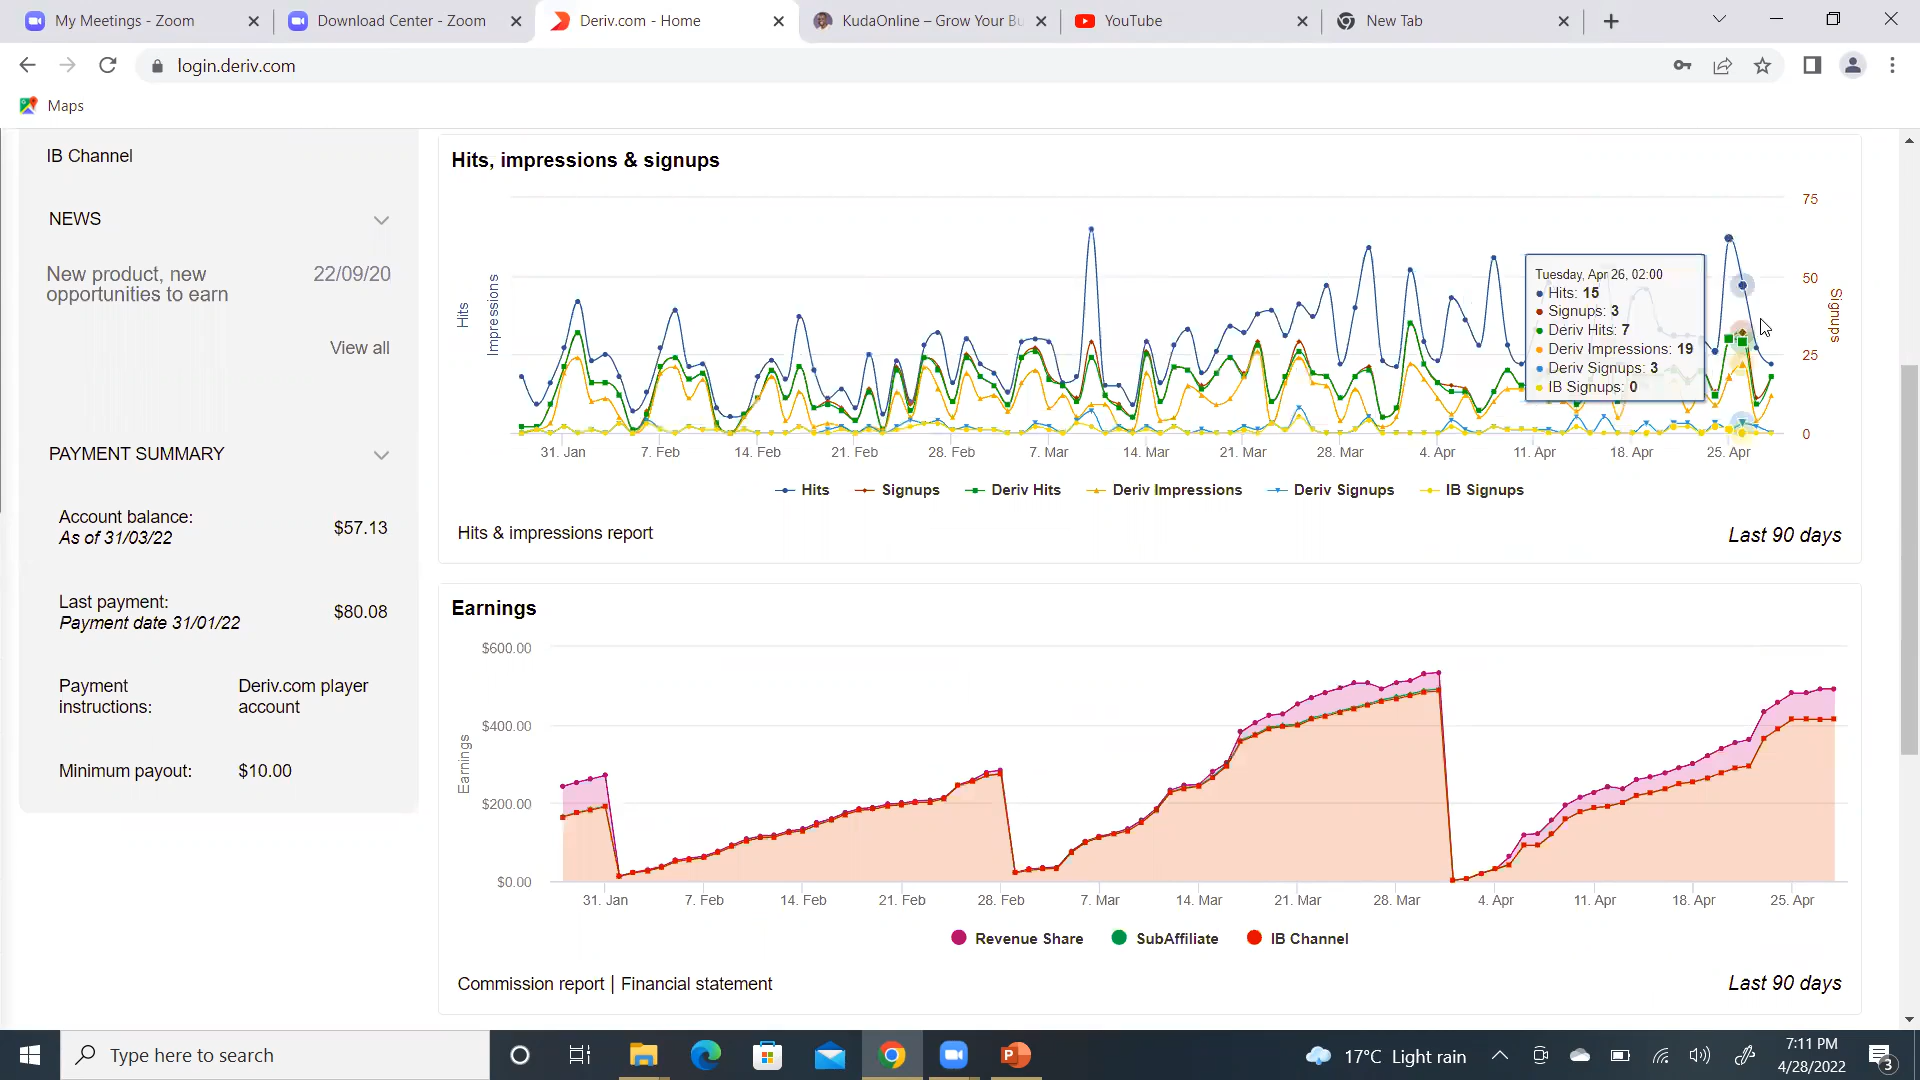 My Meetings - Zoom
Download Center - Zoom
Deriv.com - Home
KudaOnline – Grow Your Bu
YouTube
New Tab
login.deriv.com
Maps
IB Channel
NEWS
New product, new opportunities to earn
22/09/20
View all
PAYMENT SUMMARY
Account balance:
As of 31/03/22
$57.13
Last payment:
Payment date 31/01/22
$80.08
Payment instructions:
Deriv.com player account
Minimum payout:
$10.00
Hits, impressions & signups
Hits
Impressions
75
50
25
0
Signups
Tuesday, Apr 26, 02:00
Hits: 15
Signups: 3
Deriv Hits: 7
Deriv Impressions: 19
Deriv Signups: 3
IB Signups: 0
31. Jan 7. Feb 14. Feb 21. Feb 28. Feb 7. Mar 14. Mar 21. Mar 28. Mar 4. Apr 11. Apr 18. Apr 25. Apr
Hits Signups Deriv Hits Deriv Impressions Deriv Signups IB Signups
Hits & impressions report
Last 90 days
Earnings
Earnings
$600.00
$400.00
$200.00
$0.00
31. Jan 7. Feb 14. Feb 21. Feb 28. Feb 7. Mar 14. Mar 21. Mar 28. Mar 4. Apr 11. Apr 18. Apr 25. Apr
Revenue Share SubAffiliate IB Channel
Commission report | Financial statement
Last 90 days
Type here to search
17°C Light rain
7:11 PM
4/28/2022
3